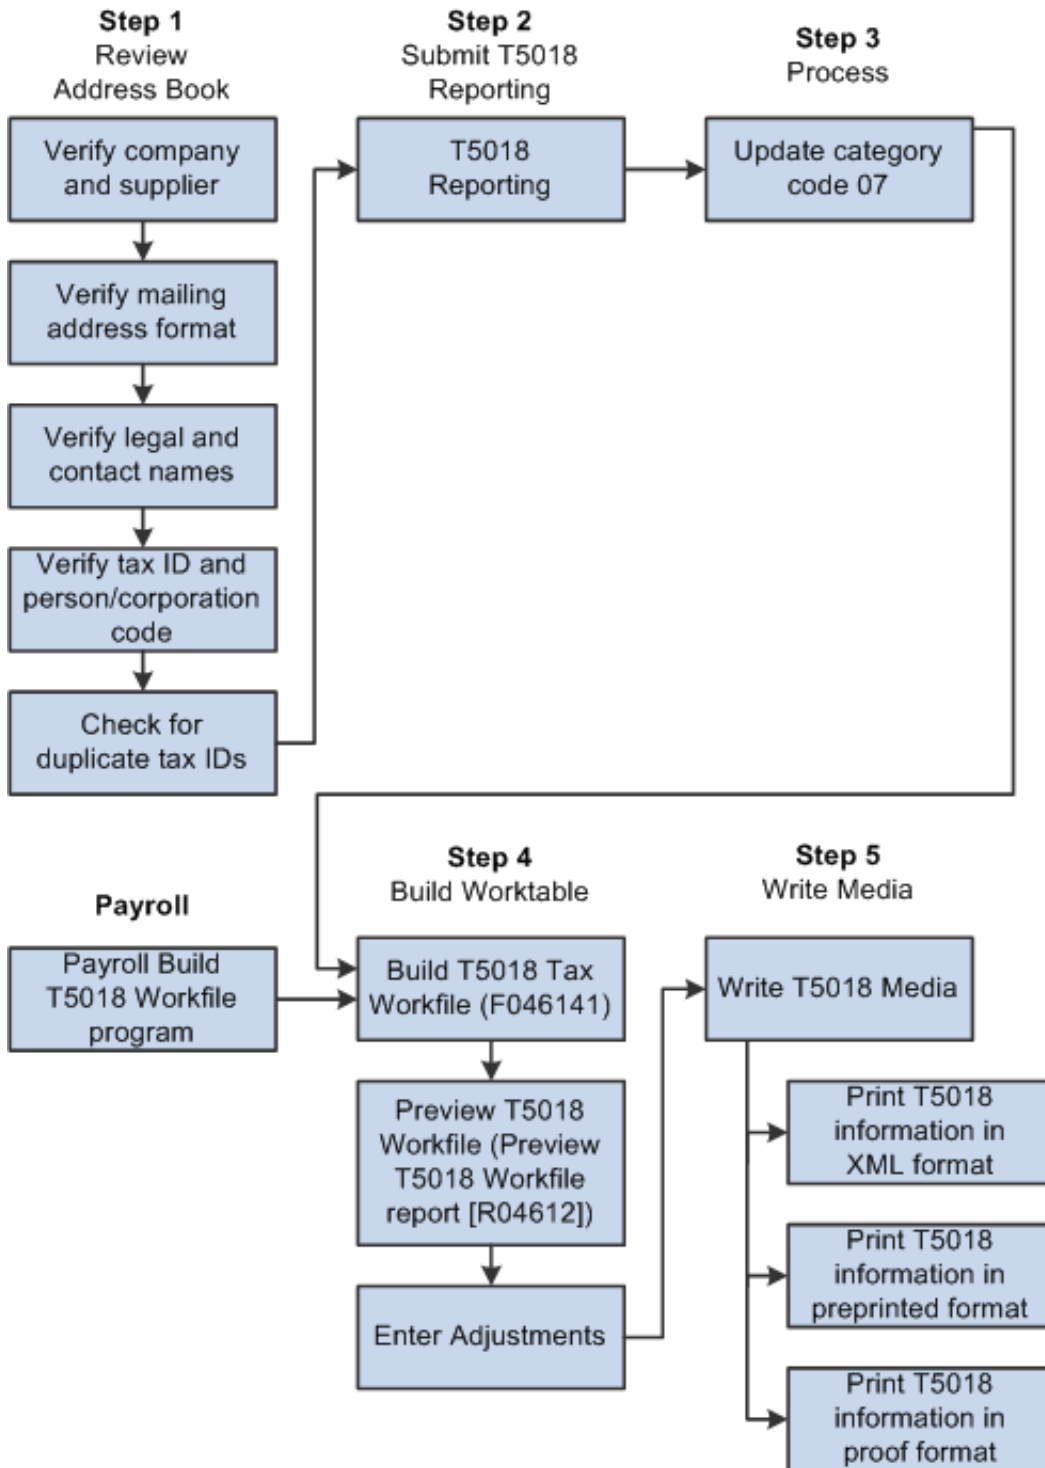 Step 1
Review
Address Book
Verify company
and supplier
Verify mailing
address format
Verify legal and
contact names
Verify tax ID and
person/corporation
code
Check for
duplicate tax IDs
Step 2
Submit T5018
Reporting
T5018
Reporting
Step 3
Process
Update category
code 07
Payroll
Payroll Build
T5018 Workfile
program
Step 4
Build Worktable
Build T5018 Tax
Workfile (F046141)
Preview T5018
Workfile (Preview
T5018 Workfile
report [R04612])
Enter Adjustments
Step 5
Write Media
Write T5018 Media
Print T5018
information in
XML format
Print T5018
information in
preprinted format
Print T5018
information in
proof format